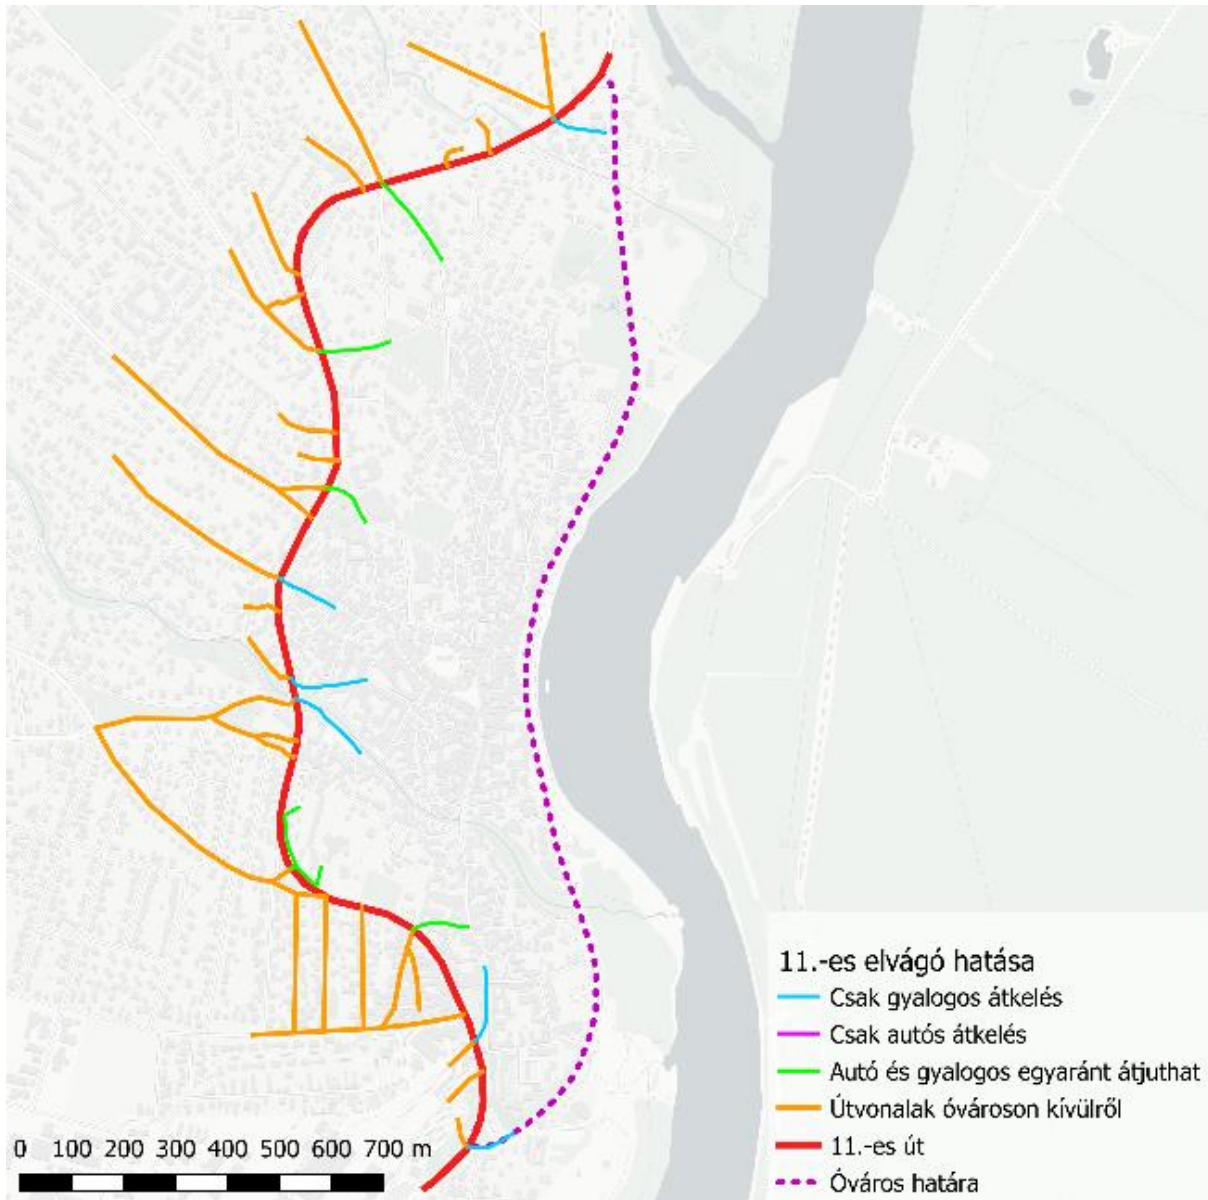 11.-es elvágó hatása
Csak gyalogos átkelés
Csak autós átkelés
Autó és gyalogos egyaránt átjuthat
Útvonalak óvároson kívülről
11.-es út
Óváros határa
0 100 200 300 400 500 600 700 m